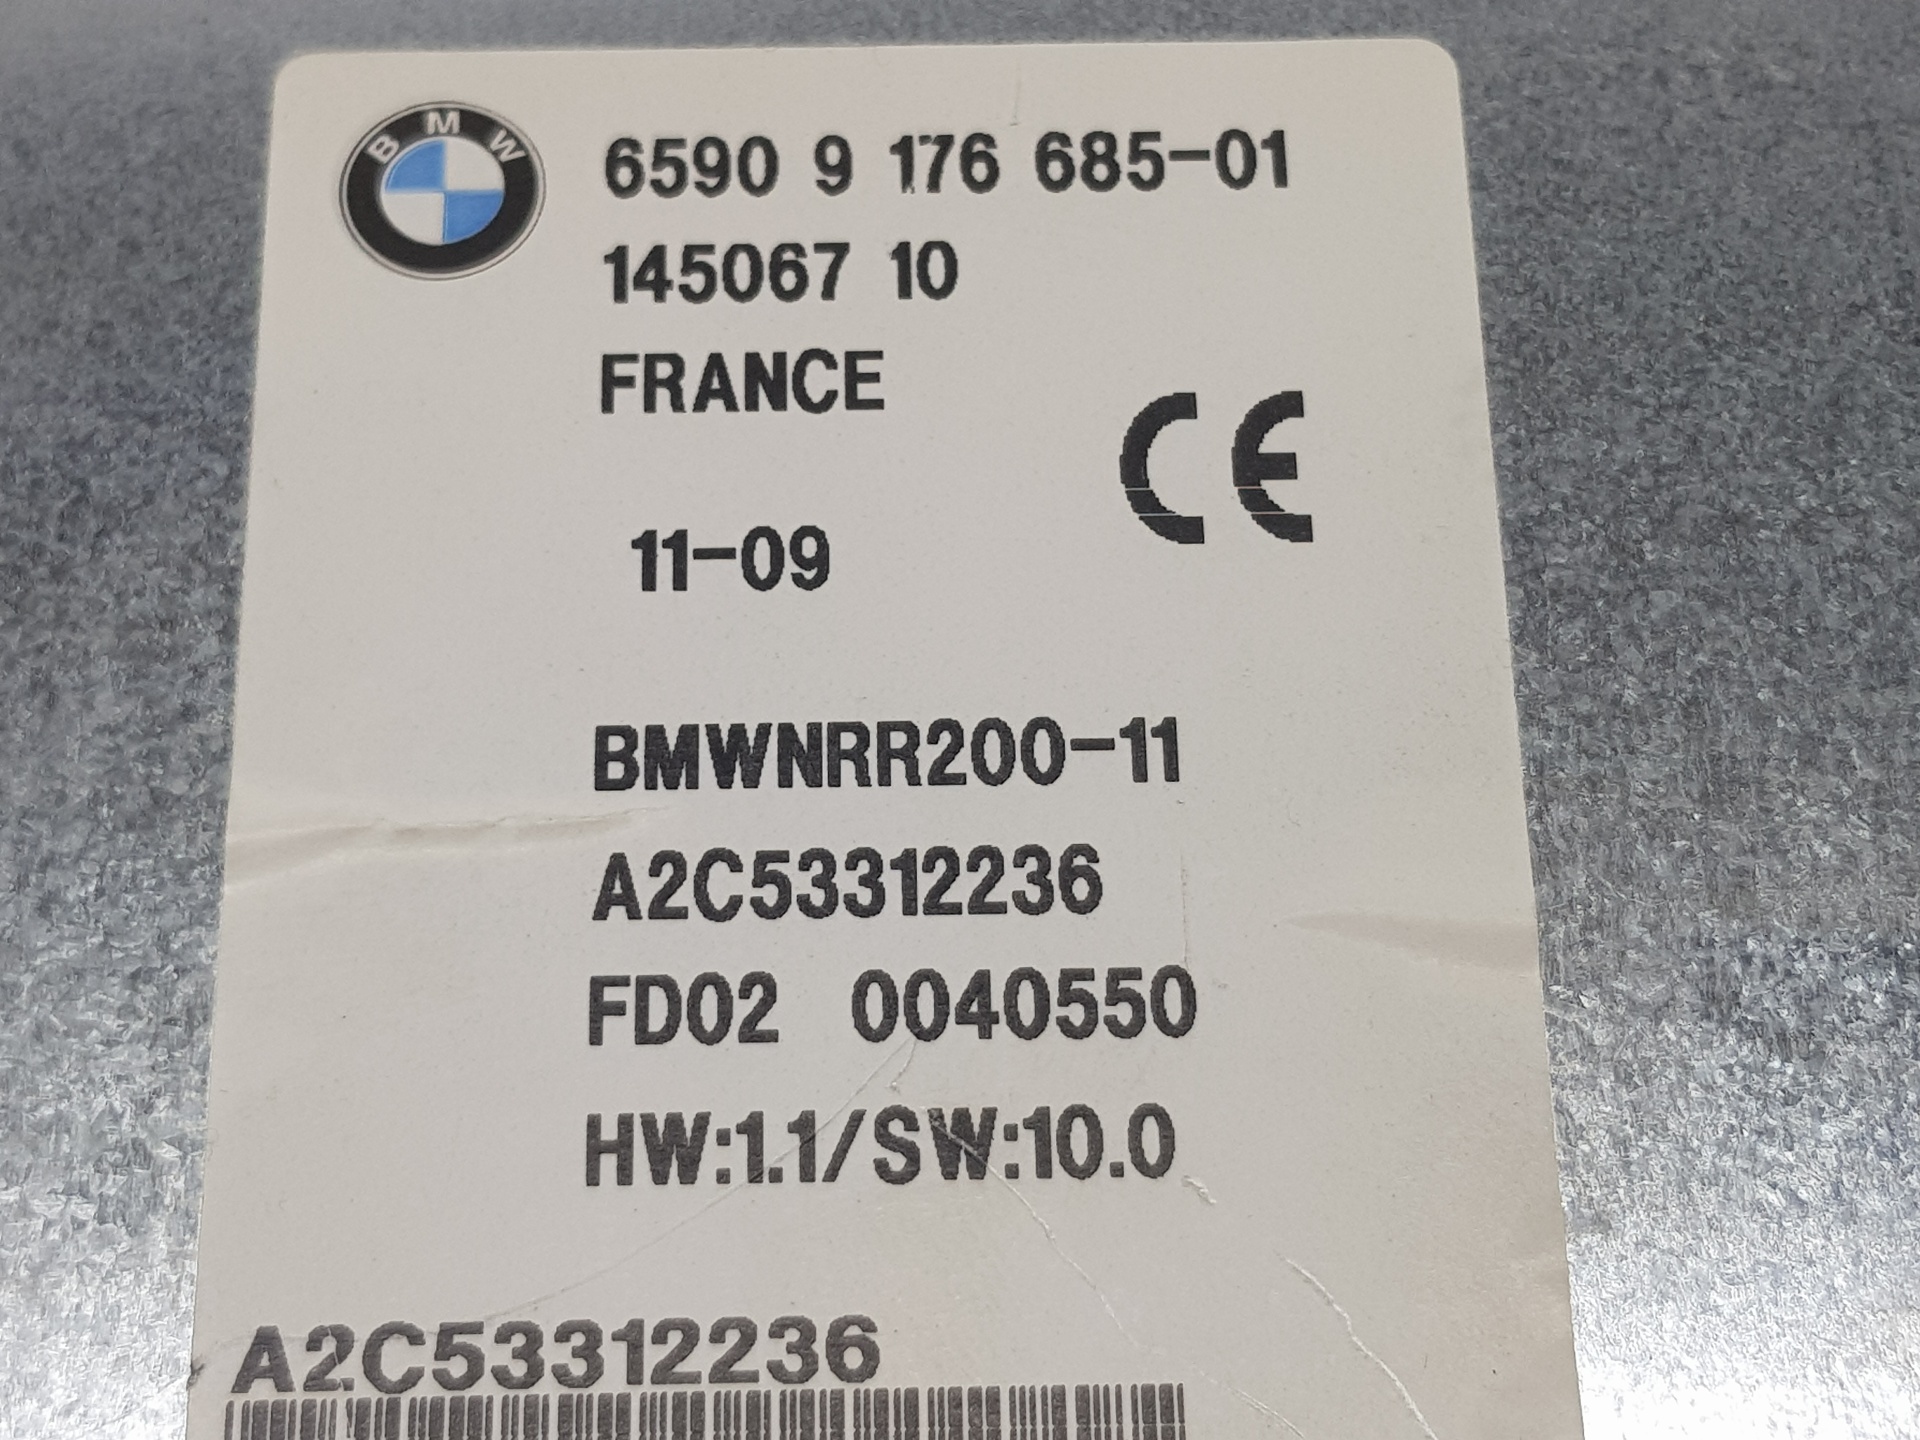 BMW
6590 9 176 685-01
145067 10
FRANCE
CE
11-09
BMWNRR200-11
A2C53312236
FD02 0040550
HW:1.1/SW:10.0
A2C53312236